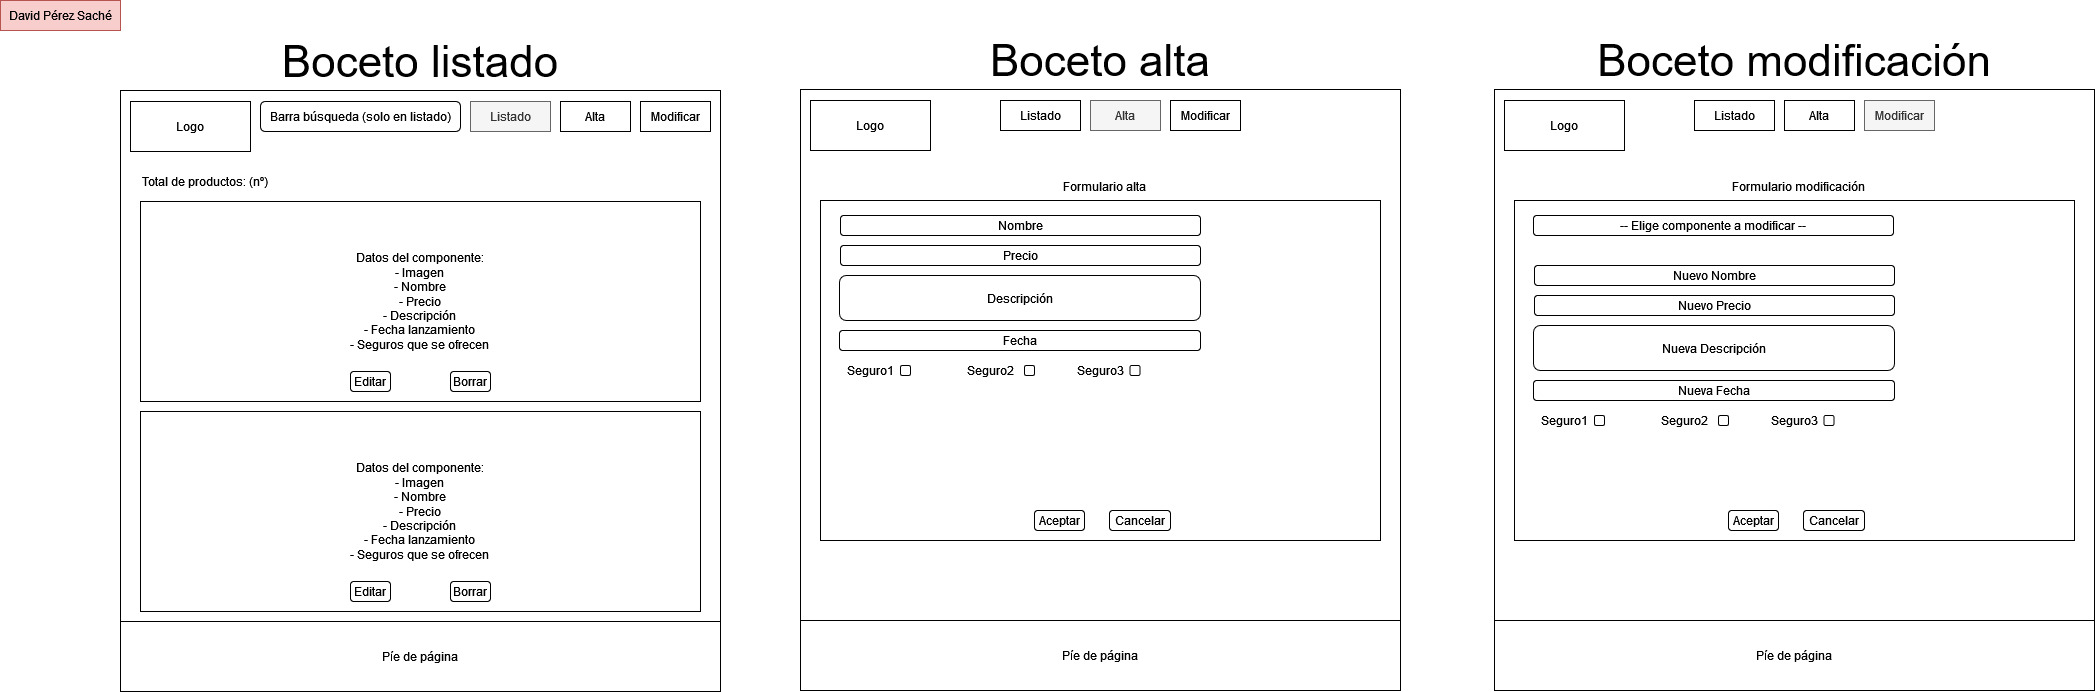 David Pérez Saché
Boceto listado
Logo
Barra búsqueda (solo en listado)
Listado
Alta
Modificar
Total de productos: (nº)
Datos del componente:
- Imagen
- Nombre
- Precio
- Descripción
- Fecha lanzamiento
- Seguros que se ofrecen
Editar
Borrar
Datos del componente:
- Imagen
- Nombre
- Precio
- Descripción
- Fecha lanzamiento
- Seguros que se ofrecen
Editar
Borrar
Píe de página
Boceto alta
Logo
Listado
Alta
Modificar
Formulario alta
Nombre
Precio
Descripción
Fecha
Seguro1
Seguro2
Seguro3
Aceptar
Cancelar
Píe de página
Boceto modificación
Logo
Listado
Alta
Modificar
Formulario modificación
-- Elige componente a modificar --
Nuevo Nombre
Nuevo Precio
Nueva Descripción
Nueva Fecha
Seguro1
Seguro2
Seguro3
Aceptar
Cancelar
Píe de página